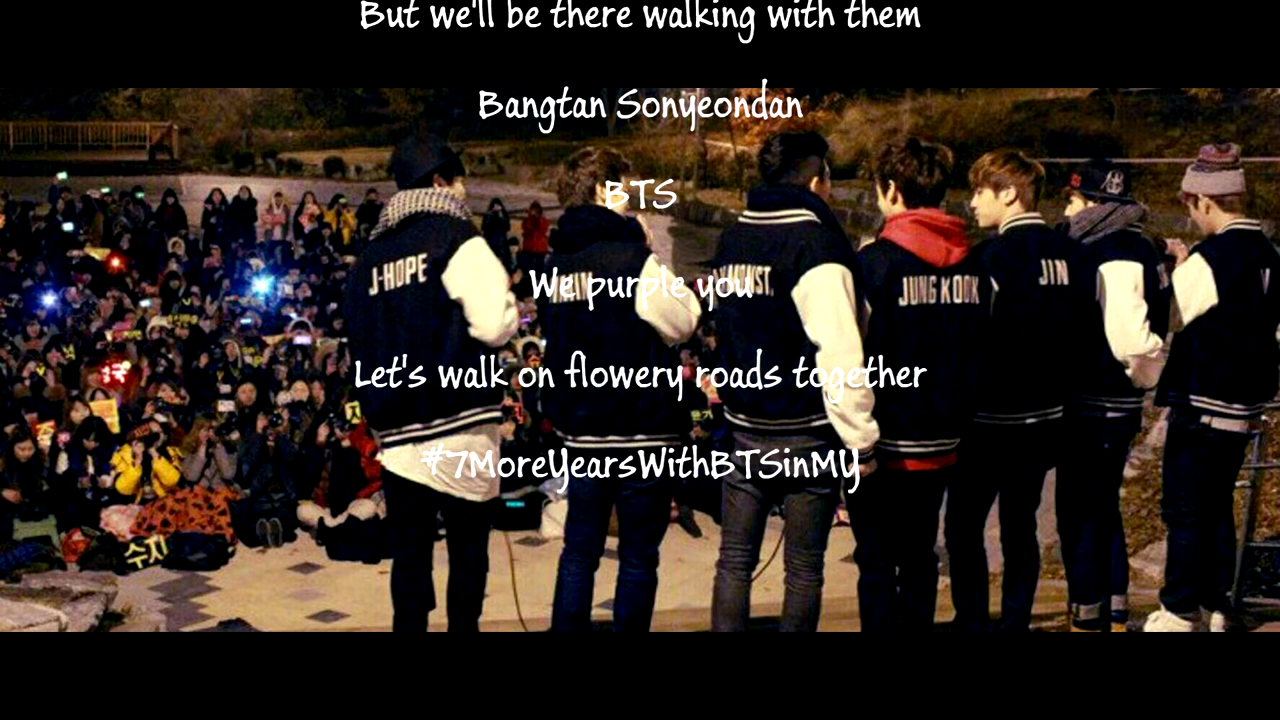 But we'll be there walking with them
Bangtan Sonyeondan
BTS
We purple you
Let's walk on flowery roads together
#7MoreYearsWithBTSinMY
J-HOPE
JUNG KOOK
JIN
V
수지